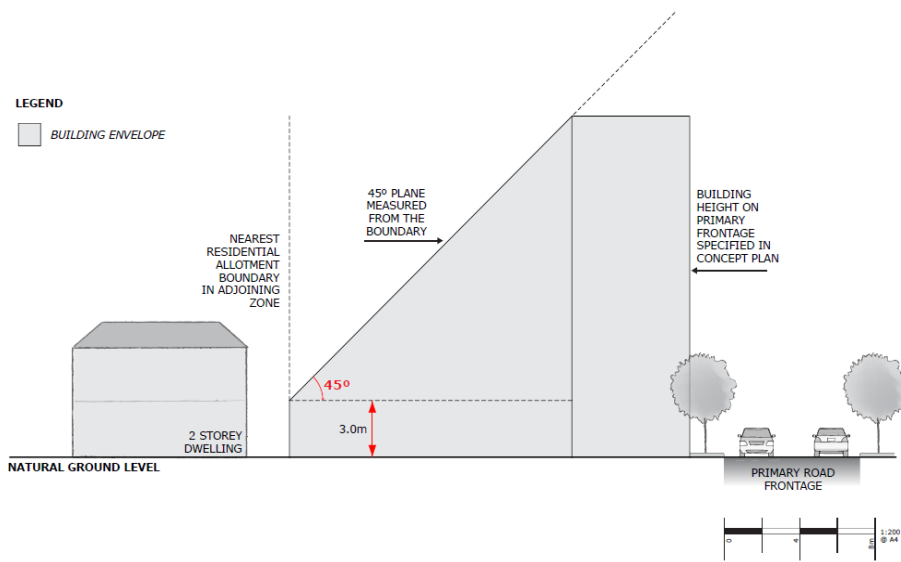 LEGEND
BUILDING ENVELOPE
45º PLANE
MEASURED
FROM THE
BOUNDARY
BUILDING
HEIGHT ON
PRIMARY
FRONTAGE
SPECIFIED IN
CONCEPT PLAN
NEAREST
RESIDENTIAL
ALLOTMENT
BOUNDARY
IN ADJOINING
ZONE
45º
3.0m
2 STOREY
DWELLING
NATURAL GROUND LEVEL
PRIMARY ROAD
FRONTAGE
0
4
8m
1:200
@ A4